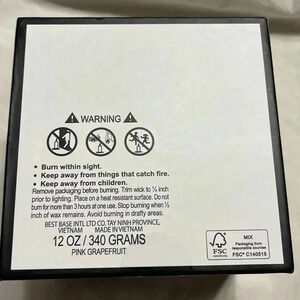 WARNING
• Burn within sight.
• Keep away from things that catch fire.
• Keep away from children.
Remove packaging before burning. Trim wick to ¼ inch
prior to lighting. Place on a heat resistant surface. Do not
burn for more than 3 hours at one use. Stop burning when ½
inch of wax remains. Avoid burning in drafty areas.
BEST BASE INTL LTD CO. TAY NINH PROVINCE,
VIETNAM MADE IN VIETNAM
12 OZ / 340 GRAMS
PINK GRAPEFRUIT
FSC
MIX
Packaging from
responsible sources
FSC® C140515